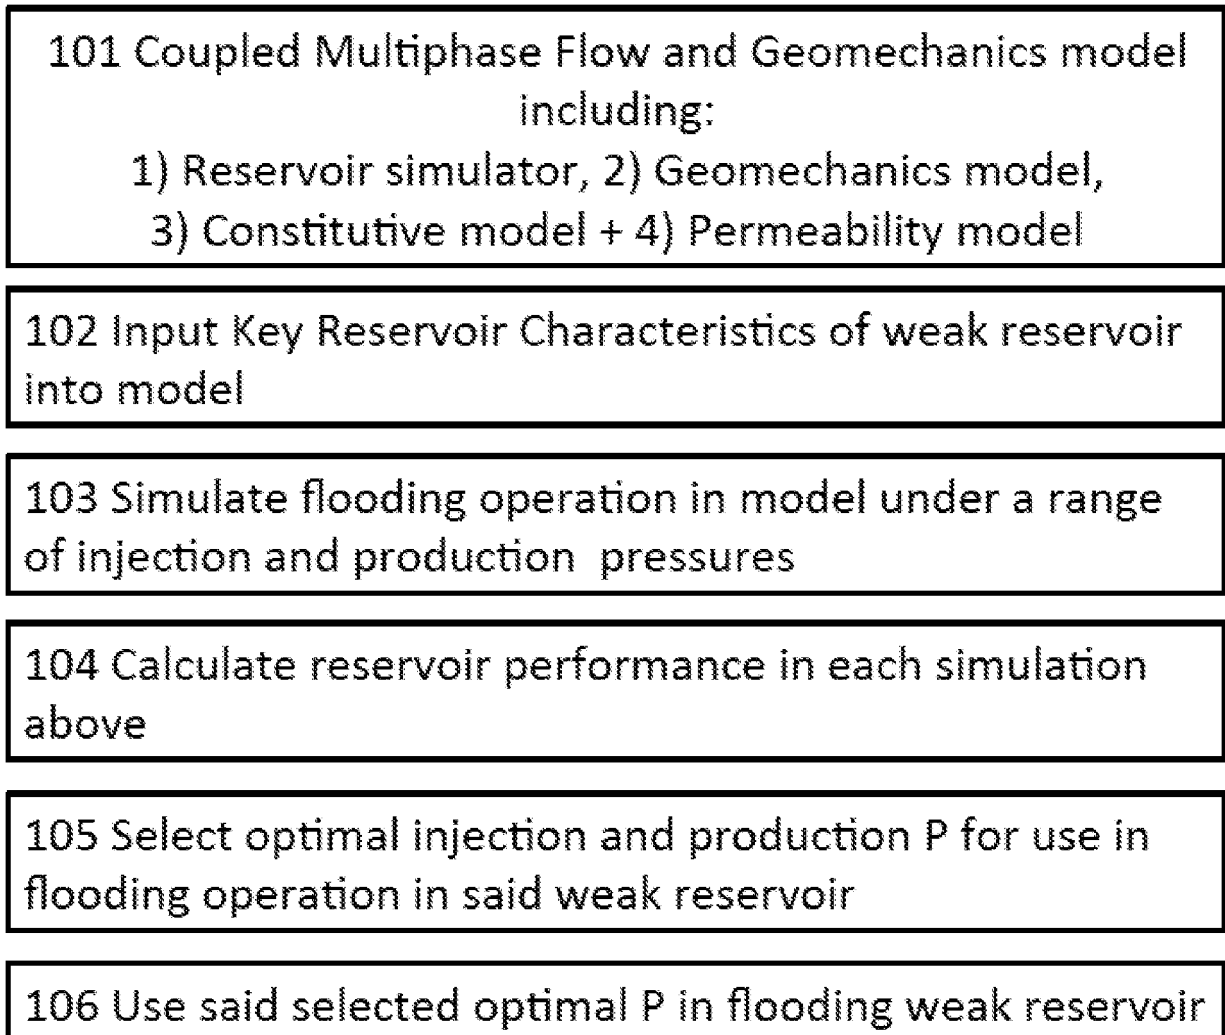 101 Coupled Multiphase Flow and Geomechanics model
including:
1) Reservoir simulator, 2) Geomechanics model,
3) Constitutive model + 4) Permeability model
102 Input Key Reservoir Characteristics of weak reservoir
into model
103 Simulate flooding operation in model under a range
of injection and production pressures
104 Calculate reservoir performance in each simulation
above
105 Select optimal injection and production P for use in
flooding operation in said weak reservoir
106 Use said selected optimal P in flooding weak reservoir